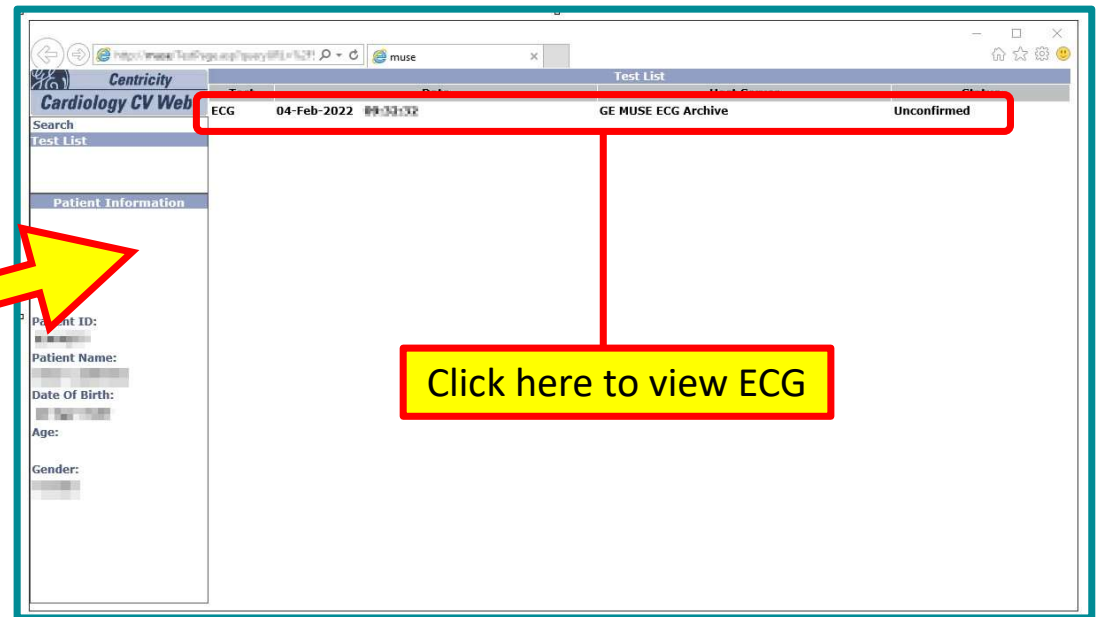 muse
Test List
Centricity
Cardiology CV Web
ECG 04-Feb-2022 GE MUSE ECG Archive Unconfirmed
Search
Test List
Patient Information
Patient ID:
Patient Name:
Click here to view ECG
Date Of Birth:
Age:
Gender: